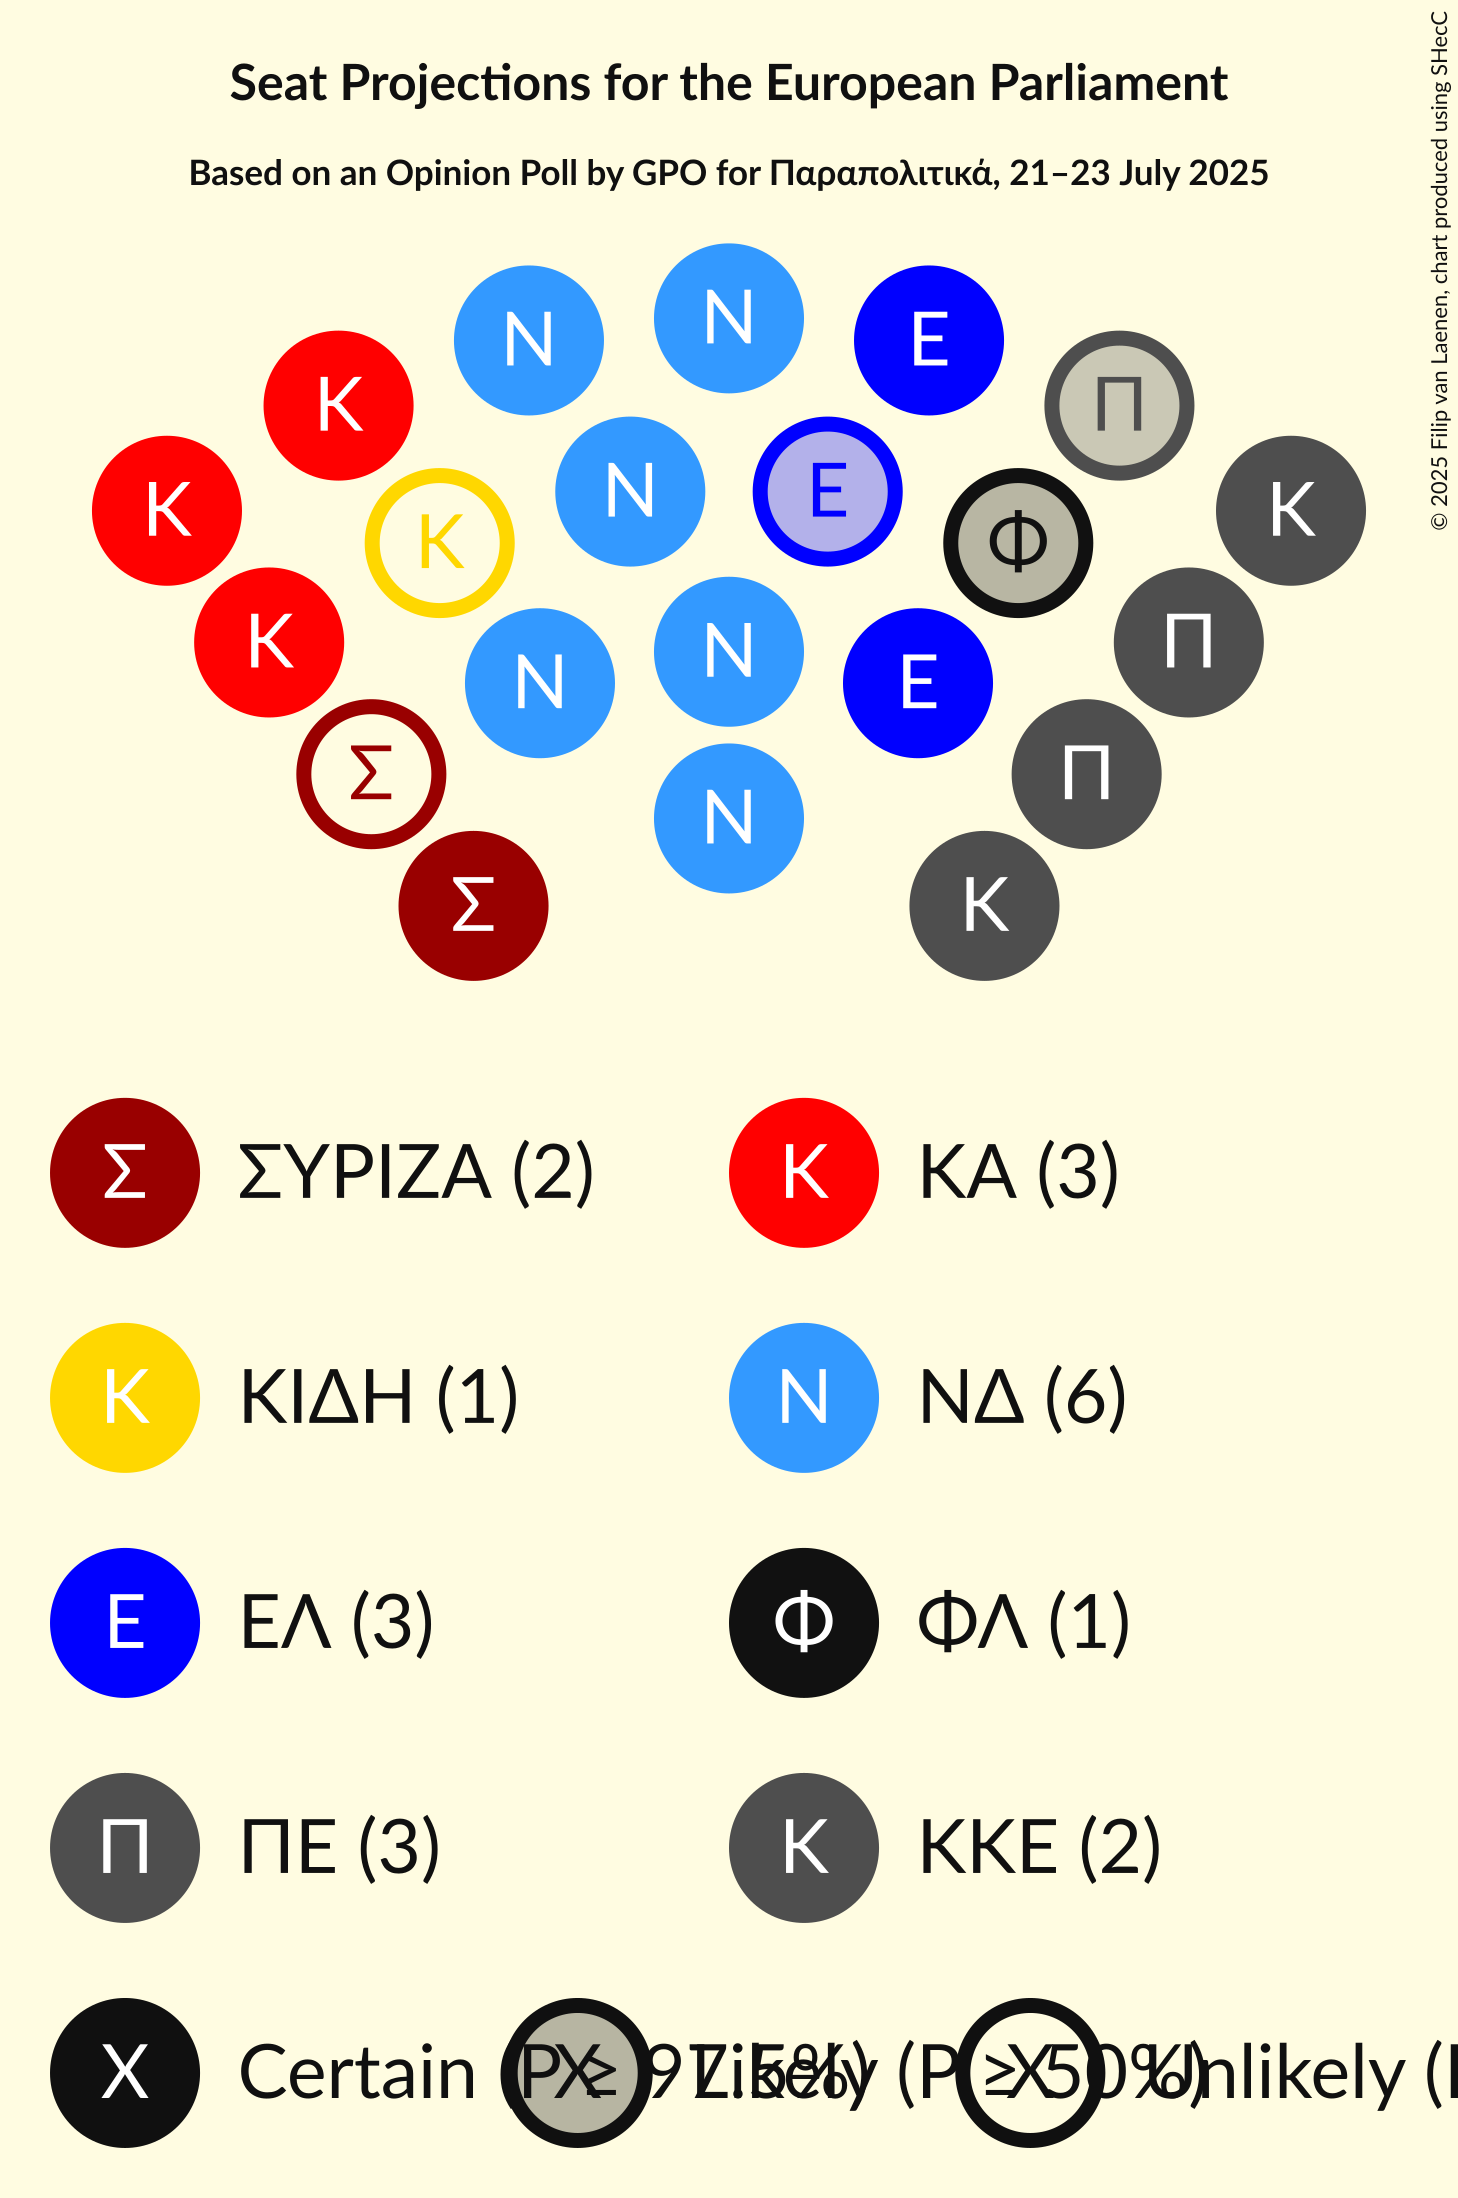 Seat Projections for the European Parliament
Based on an Opinion Poll by GPO for Παραπολιτικά, 21–23 July 2025
© 2025 Filip van Laenen, chart produced using SHecC
Ν
Ν Ε
Κ Π
Κ Ν Ε Κ
Κ Φ
Κ Ν Π
Ν Ε
Σ Π
Ν
Σ Κ
Σ ΣΥΡΙΖΑ (2) Κ ΚΑ (3)
Κ ΚΙΔΗ (1) Ν ΝΔ (6)
Ε ΕΛ (3) Φ ΦΛ (1)
Π ΠΕ (3) Κ ΚΚΕ (2)
X Certain (P ≥ 97.5%) X Likely (P ≥ 50%) X Unlikely (